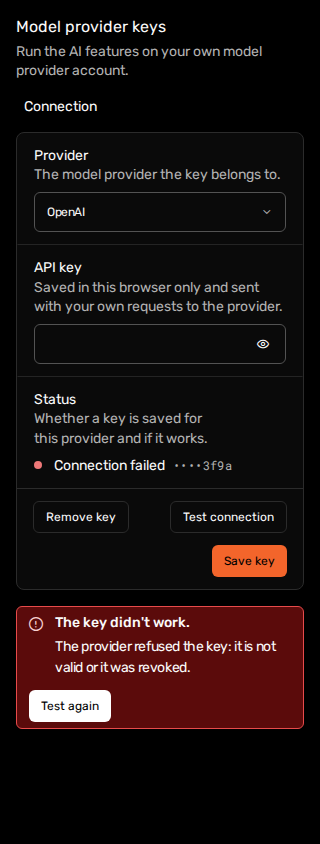 Model provider keys
Run the AI features on your own model
provider account.
Connection
Provider
The model provider the key belongs to.
OpenAI
API key
Saved in this browser only and sent
with your own requests to the provider.
Status
Whether a key is saved for
this provider and if it works.
Connection failed ••••3f9a
Remove key
Test connection
Save key
The key didn't work.
The provider refused the key: it is not
valid or it was revoked.
Test again